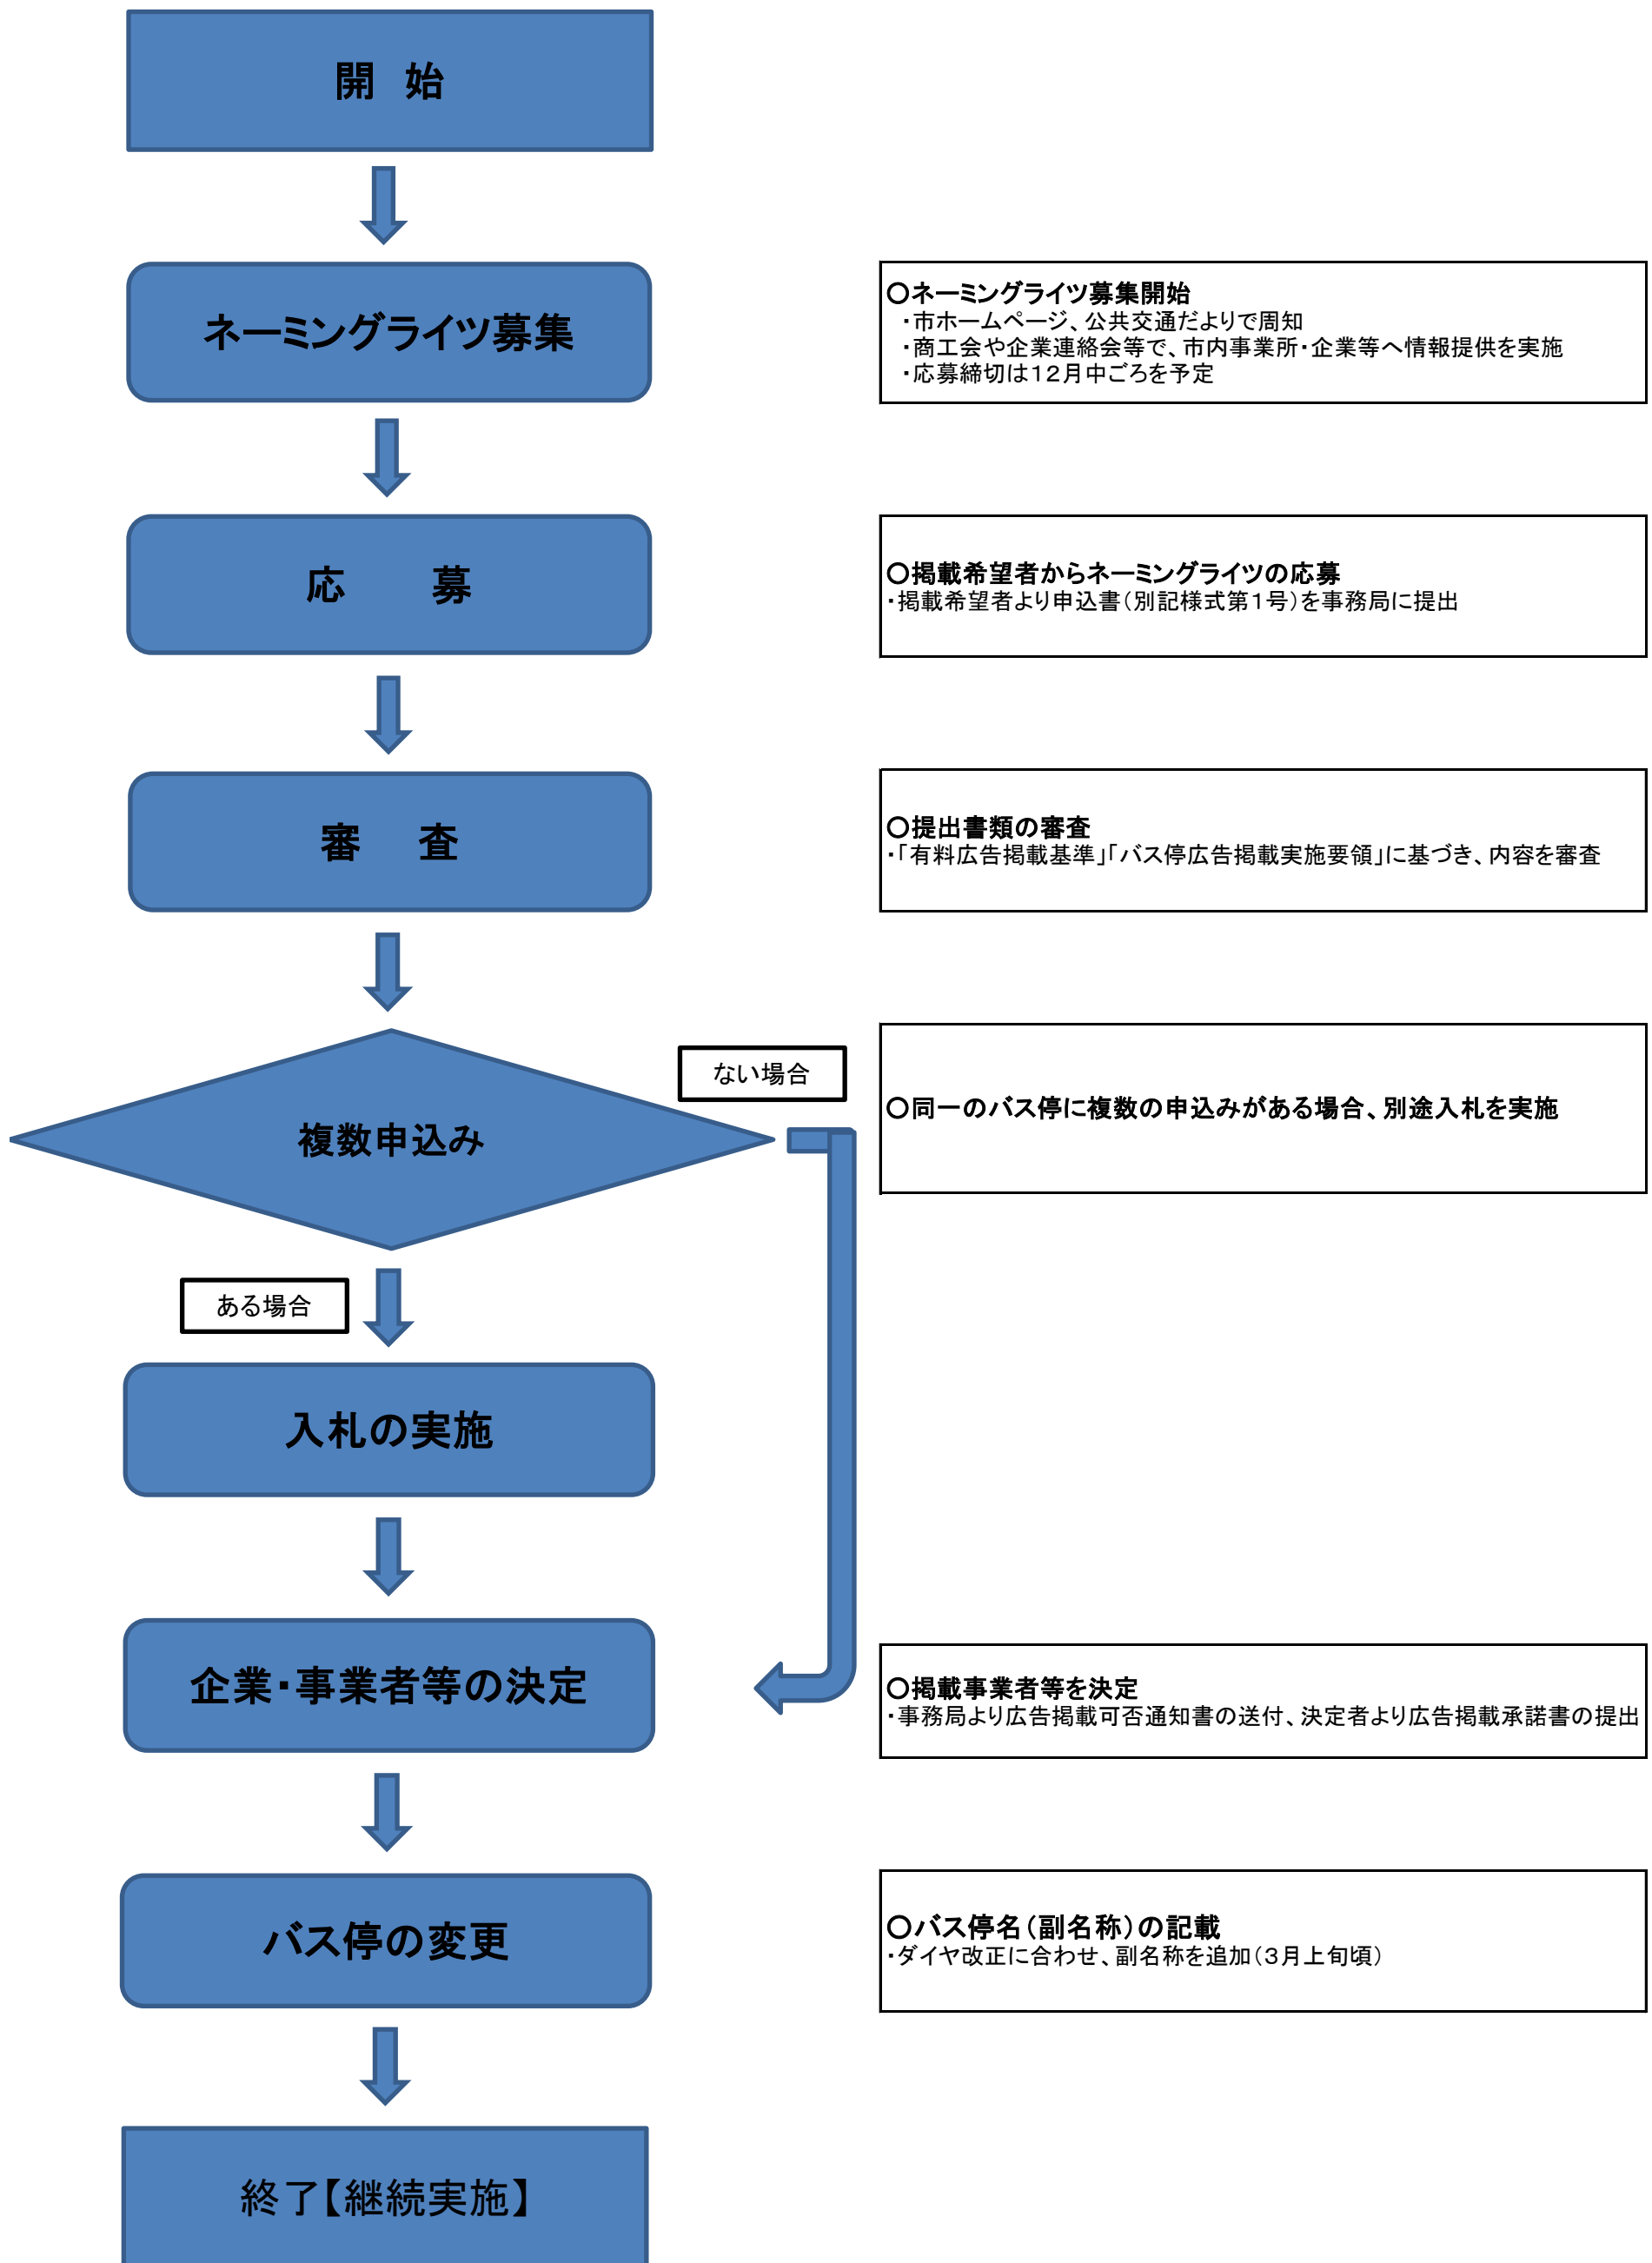 開　始
ネーミングライツ募集
○ネーミングライツ募集開始
・市ホームページ、公共交通だよりで周知
・商工会や企業連絡会等で、市内事業所・企業等へ情報提供を実施
・応募締切は１２月中ごろを予定
応　　募
○掲載希望者からネーミングライツの応募
・掲載希望者より申込書（別記様式第１号）を事務局に提出
審　査
○提出書類の審査
・「有料広告掲載基準」「バス停広告掲載実施要領」に基づき、内容を審査
ない場合
複数申込み
○同一のバス停に複数の申込みがある場合、別途入札を実施
ある場合
入札の実施
企業・事業者等の決定
○掲載事業者等を決定
・事務局より広告掲載可否通知書の送付、決定者より広告掲載承諾書の提出
バス停の変更
○バス停名（副名称）の記載
・ダイヤ改正に合わせ、副名称を追加（３月上旬頃）
終了【継続実施】